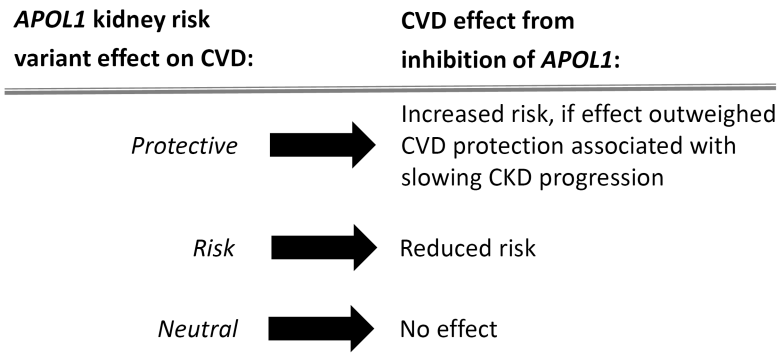 APOL1 kidney risk
variant effect on CVD:
CVD effect from
inhibition of APOL1:
Protective
Increased risk, if effect outweighed
CVD protection associated with
slowing CKD progression
Risk
Reduced risk
Neutral
No effect